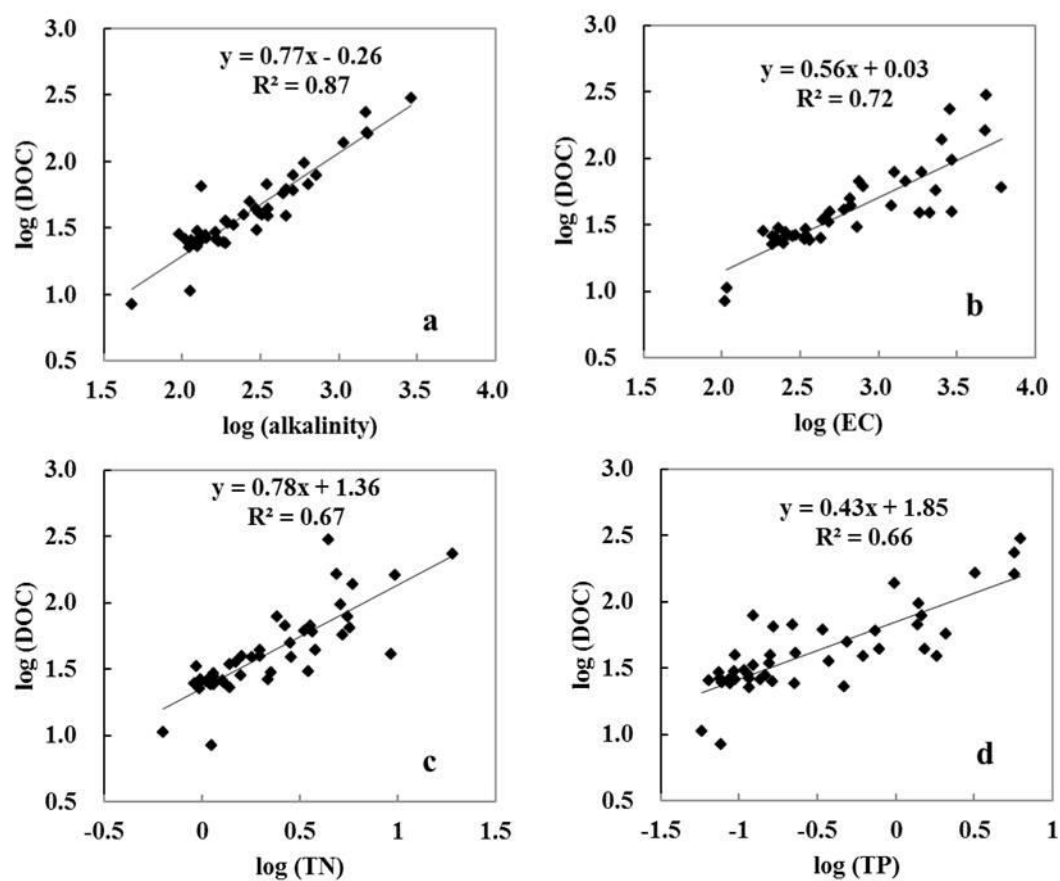 3.0
y = 0.77x - 0.26
R² = 0.87
2.5
log (DOC)
2.0
1.5
1.0
a
0.5
1.5 2.0 2.5 3.0 3.5 4.0
log (alkalinity)
3.0
y = 0.56x + 0.03
R² = 0.72
2.5
log (DOC)
2.0
1.5
1.0
b
0.5
1.5 2.0 2.5 3.0 3.5 4.0
log (EC)
3.0
y = 0.78x + 1.36
R² = 0.67
2.5
log (DOC)
2.0
1.5
1.0
c
0.5
-0.5 0 0.5 1 1.5
log (TN)
3.0
y = 0.43x + 1.85
R² = 0.66
2.5
log (DOC)
2.0
1.5
1.0
d
0.5
-1.5 -1 -0.5 0 0.5 1
log (TP)